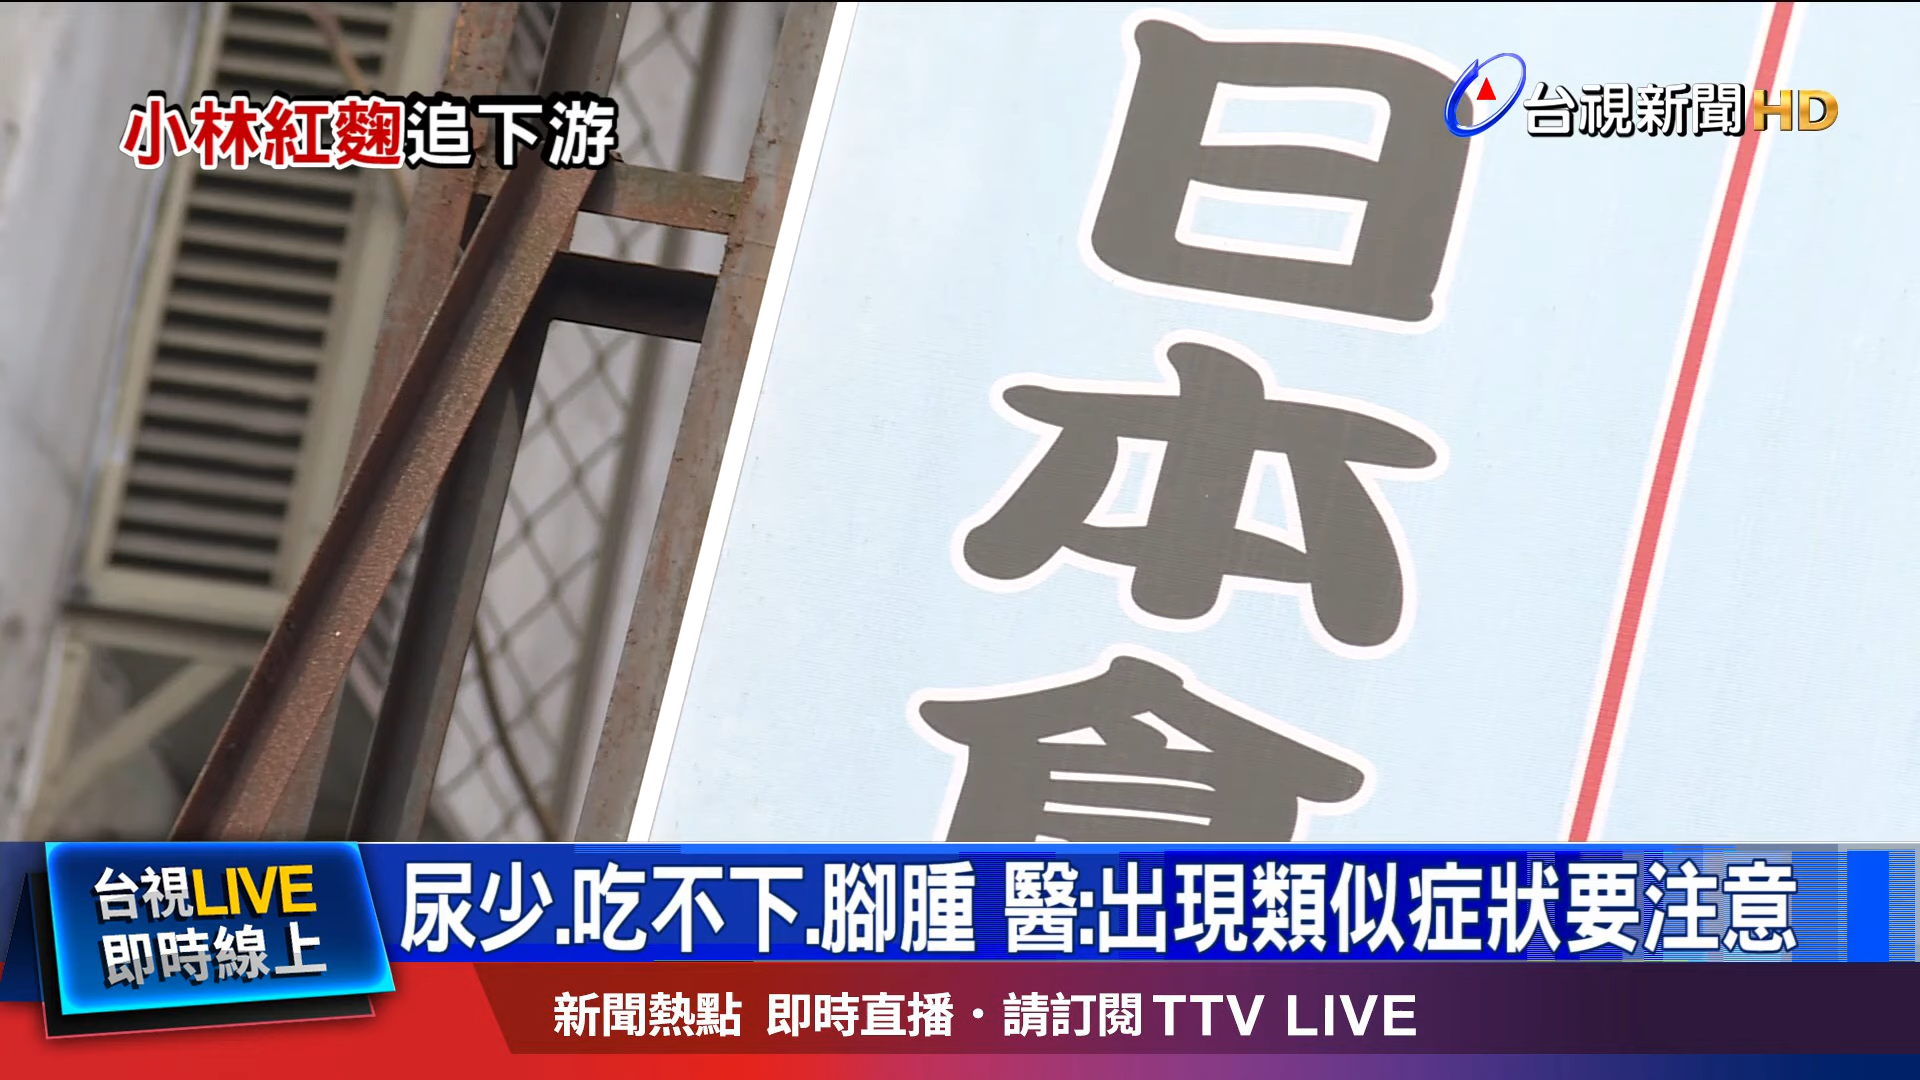 小林紅麴追下游
台視新聞HD
日本食
台視LIVE
即時線上
尿少.吃不下.腳腫 醫:出現類似症狀要注意
新聞熱點 即時直播・請訂閱TTV LIVE